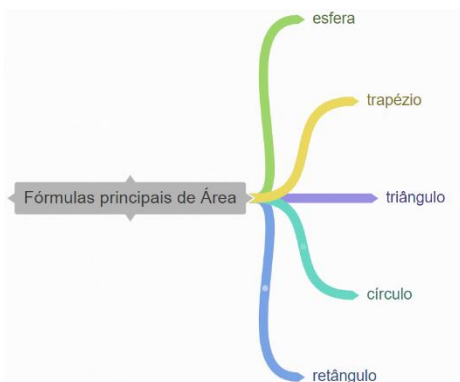 esfera
trapézio
Fórmulas principais de Área
triângulo
círculo
retângulo